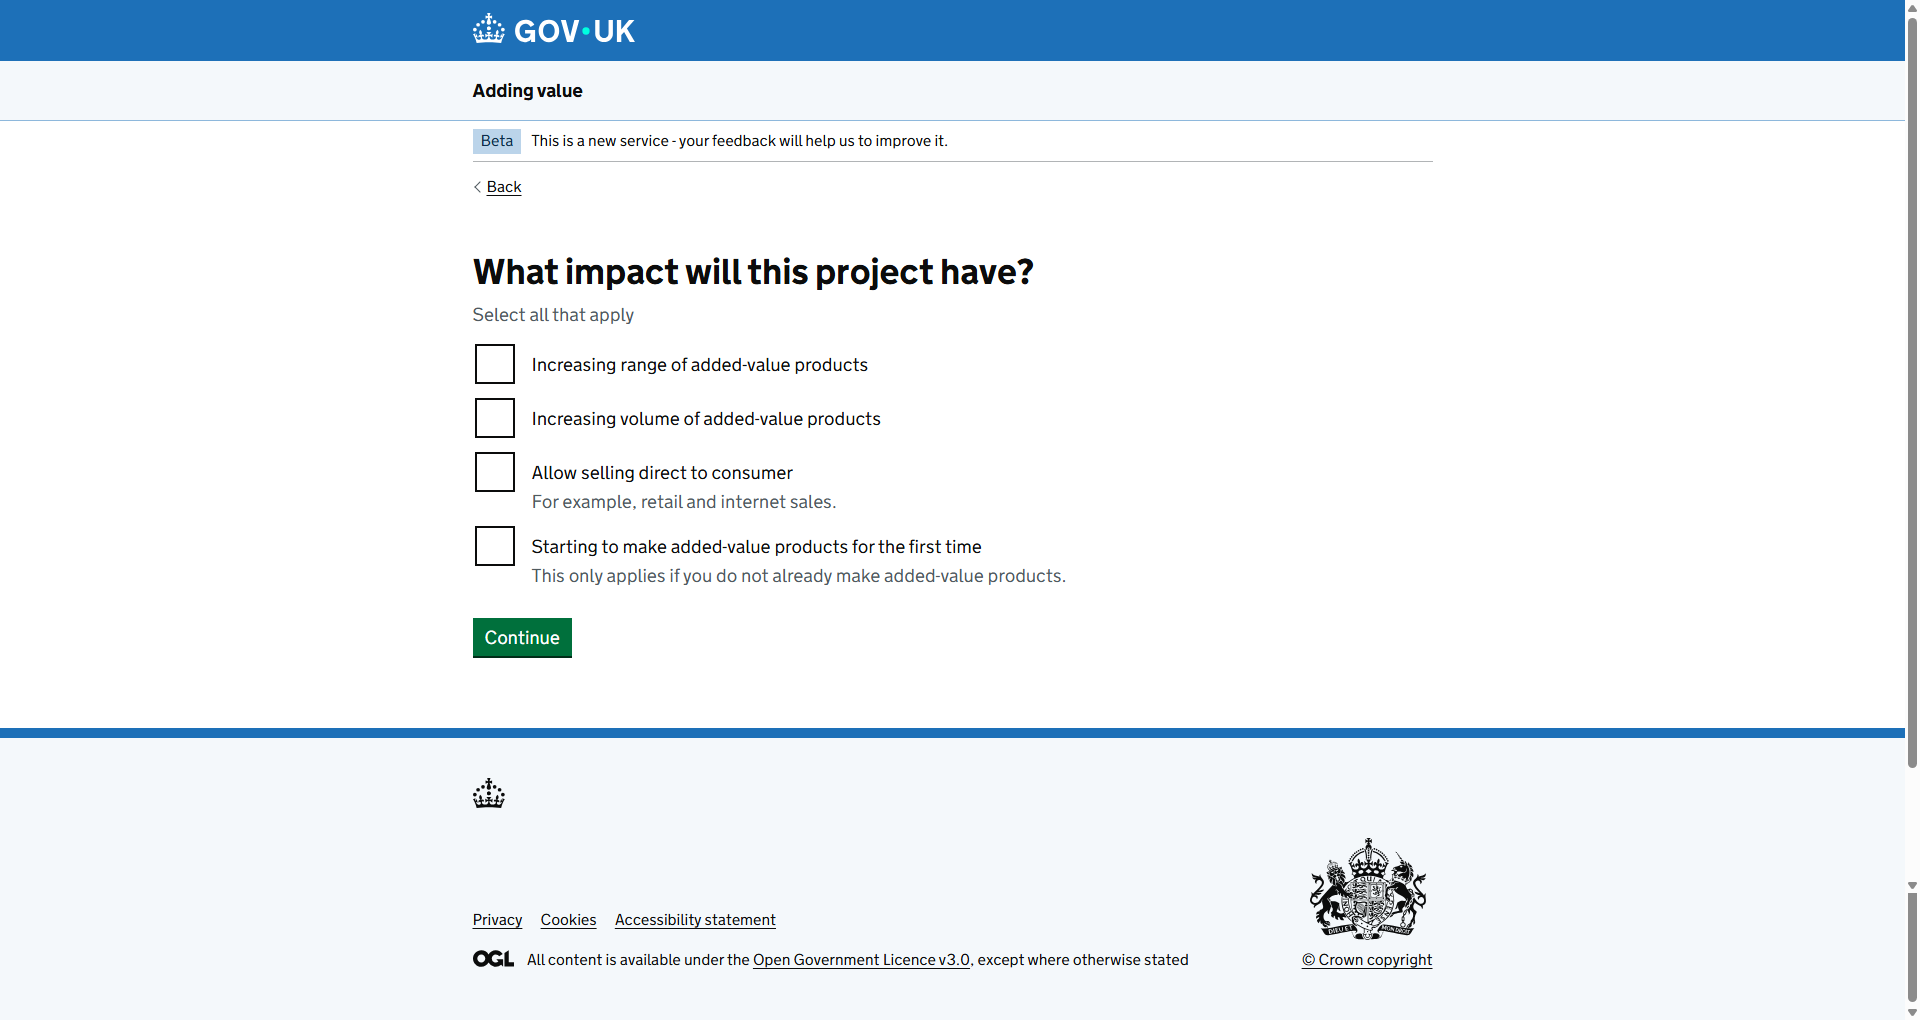 GOV·UK
Adding value
Beta This is a new service - your feedback will help us to improve it.
Back
What impact will this project have?
Select all that apply
Increasing range of added-value products
Increasing volume of added-value products
Allow selling direct to consumer
For example, retail and internet sales.
Starting to make added-value products for the first time
This only applies if you do not already make added-value products.
Continue
Privacy Cookies Accessibility statement
OGL All content is available under the Open Government Licence v3.0, except where otherwise stated
© Crown copyright